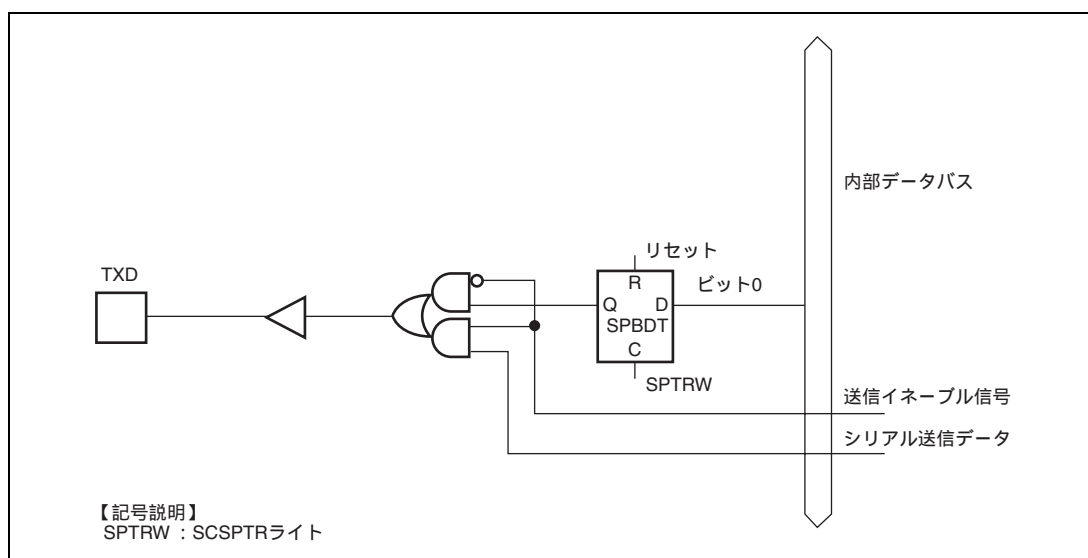 内部データバス
リセット
TXD
R
ビット0
Q
D
SPBDT
C
SPTRW
送信イネーブル信号
シリアル送信データ
【記号説明】
SPTRW : SCSPTRライト